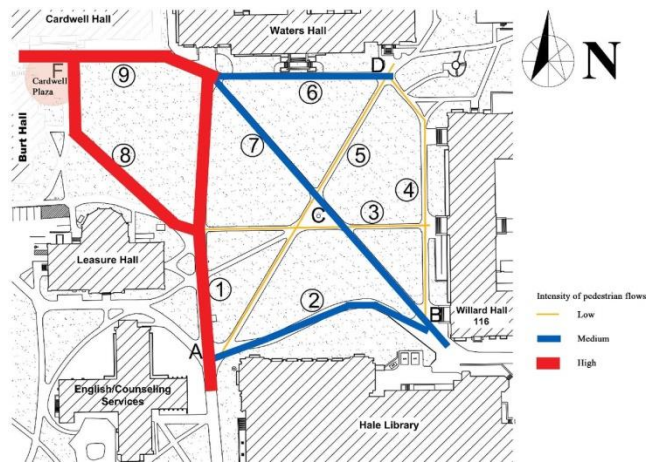 Cardwell Hall
Waters Hall
N
F
D
9
6
Cardwell
Plaza
Burt Hall
7
8
5
4
C
3
Leasure Hall
1
2
Intensity of pedestrian flows
Low
Medium
High
B
Willard Hall
116
A
English/Counseling
Services
Hale Library